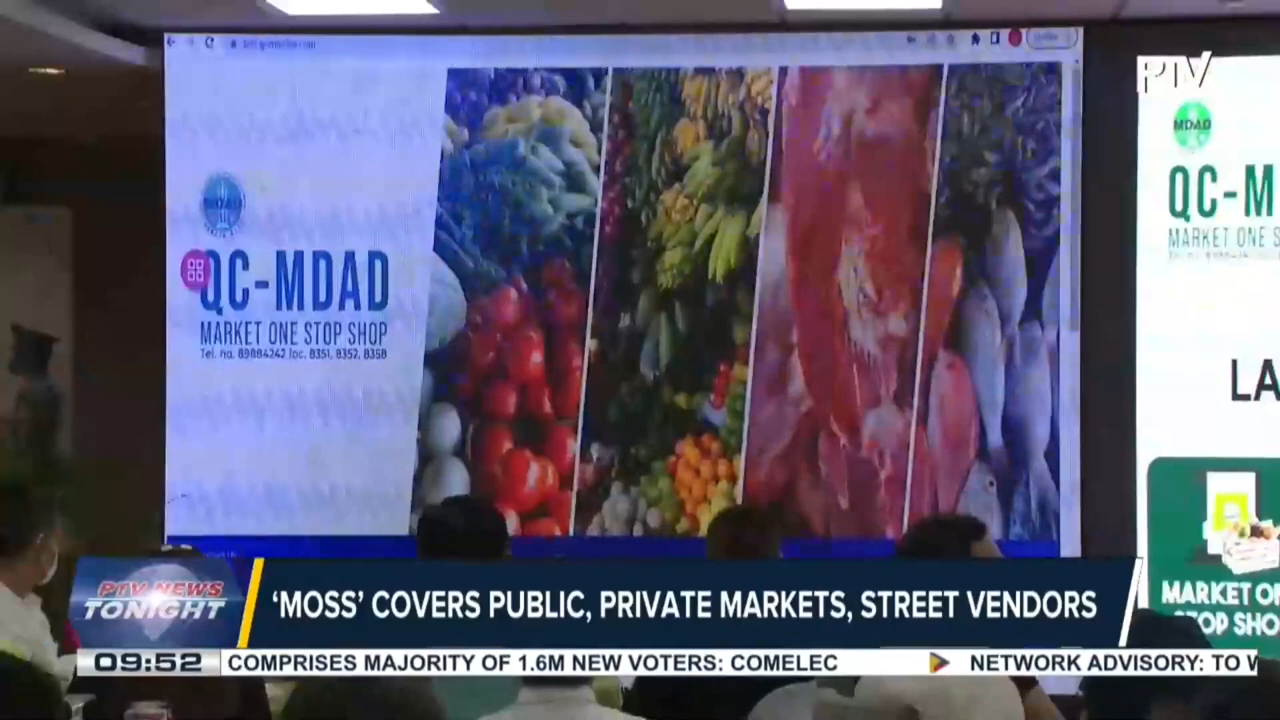 PTV
MDAD
QC-MDAD
MARKET ONE STOP SHOP
Tel. no. 89884242 loc. 8351, 8352, 8358
MDAD
QC-M
MARKET ONE S
LA
MARKET O
STOP SHO
PTV NEWS
TONIGHT
‘MOSS’ COVERS PUBLIC, PRIVATE MARKETS, STREET VENDORS
09:52
COMPRISES MAJORITY OF 1.6M NEW VOTERS: COMELEC
NETWORK ADVISORY: TO